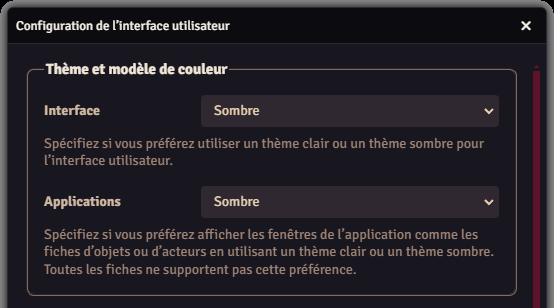 Configuration de l’interface utilisateur
Thème et modèle de couleur
Interface
Sombre
Spécifiez si vous préférez utiliser un thème clair ou un thème sombre pour
l’interface utilisateur.
Applications
Sombre
Spécifiez si vous préférez afficher les fenêtres de l’application comme les
fiches d’objets ou d’acteurs en utilisant un thème clair ou un thème sombre.
Toutes les fiches ne supportent pas cette préférence.